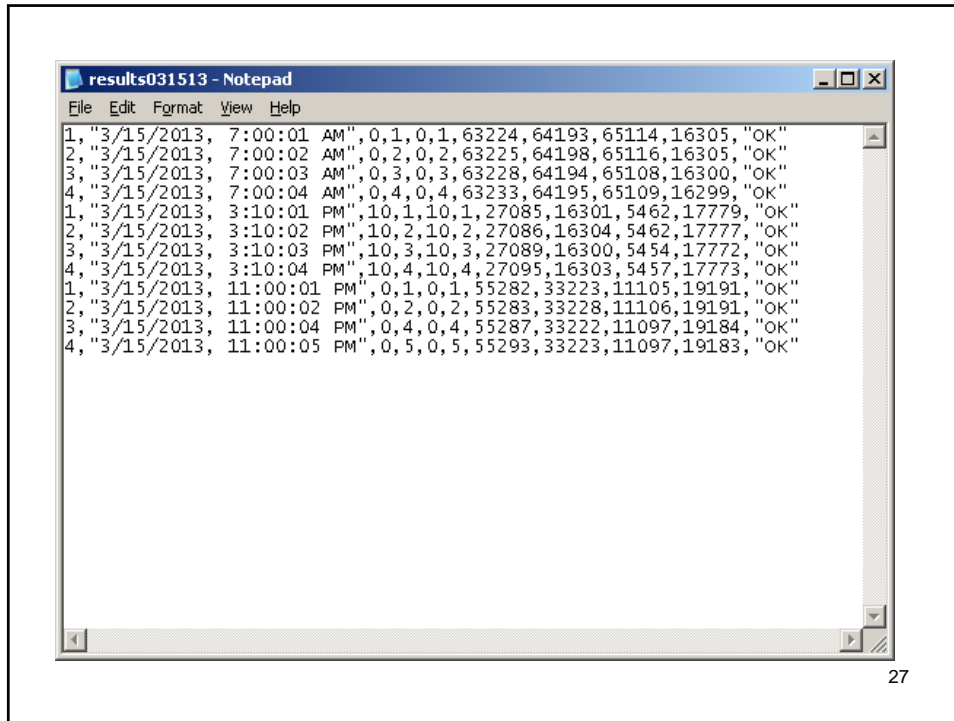 results031513 - Notepad
File Edit Format View Help
1,"3/15/2013, 7:00:01 AM",0,1,0,1,63224,64193,65114,16305,"OK"
2,"3/15/2013, 7:00:02 AM",0,2,0,2,63225,64198,65116,16305,"OK"
3,"3/15/2013, 7:00:03 AM",0,3,0,3,63228,64194,65108,16300,"OK"
4,"3/15/2013, 7:00:04 AM",0,4,0,4,63233,64195,65109,16299,"OK"
1,"3/15/2013, 3:10:01 PM",10,1,10,1,27085,16301,5462,17779,"OK"
2,"3/15/2013, 3:10:02 PM",10,2,10,2,27086,16304,5462,17777,"OK"
3,"3/15/2013, 3:10:03 PM",10,3,10,3,27089,16300,5454,17772,"OK"
4,"3/15/2013, 3:10:04 PM",10,4,10,4,27095,16303,5457,17773,"OK"
1,"3/15/2013, 11:00:01 PM",0,1,0,1,55282,33223,11105,19191,"OK"
2,"3/15/2013, 11:00:02 PM",0,2,0,2,55283,33228,11106,19191,"OK"
3,"3/15/2013, 11:00:04 PM",0,4,0,4,55287,33222,11097,19184,"OK"
4,"3/15/2013, 11:00:05 PM",0,5,0,5,55293,33223,11097,19183,"OK"
27